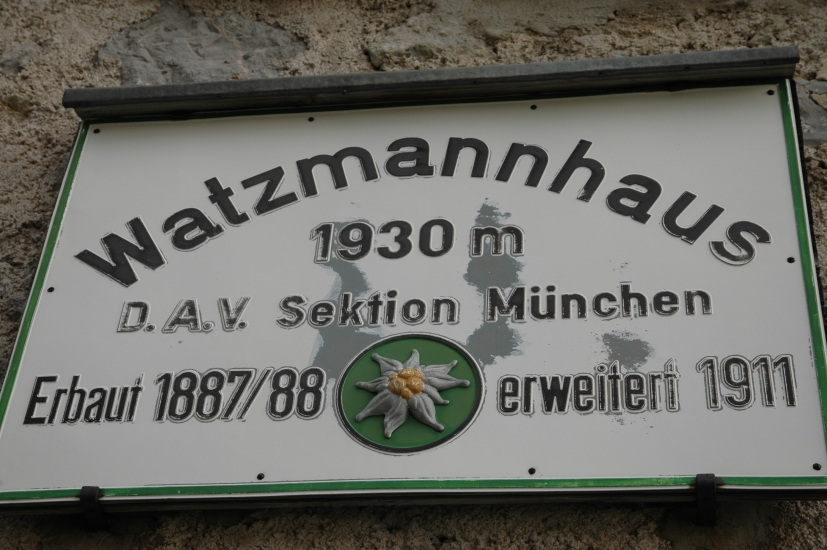 Watzmannhaus
1930 m
D.A.V. Sektion München
Erbaut 1887/88 erweitert 1911